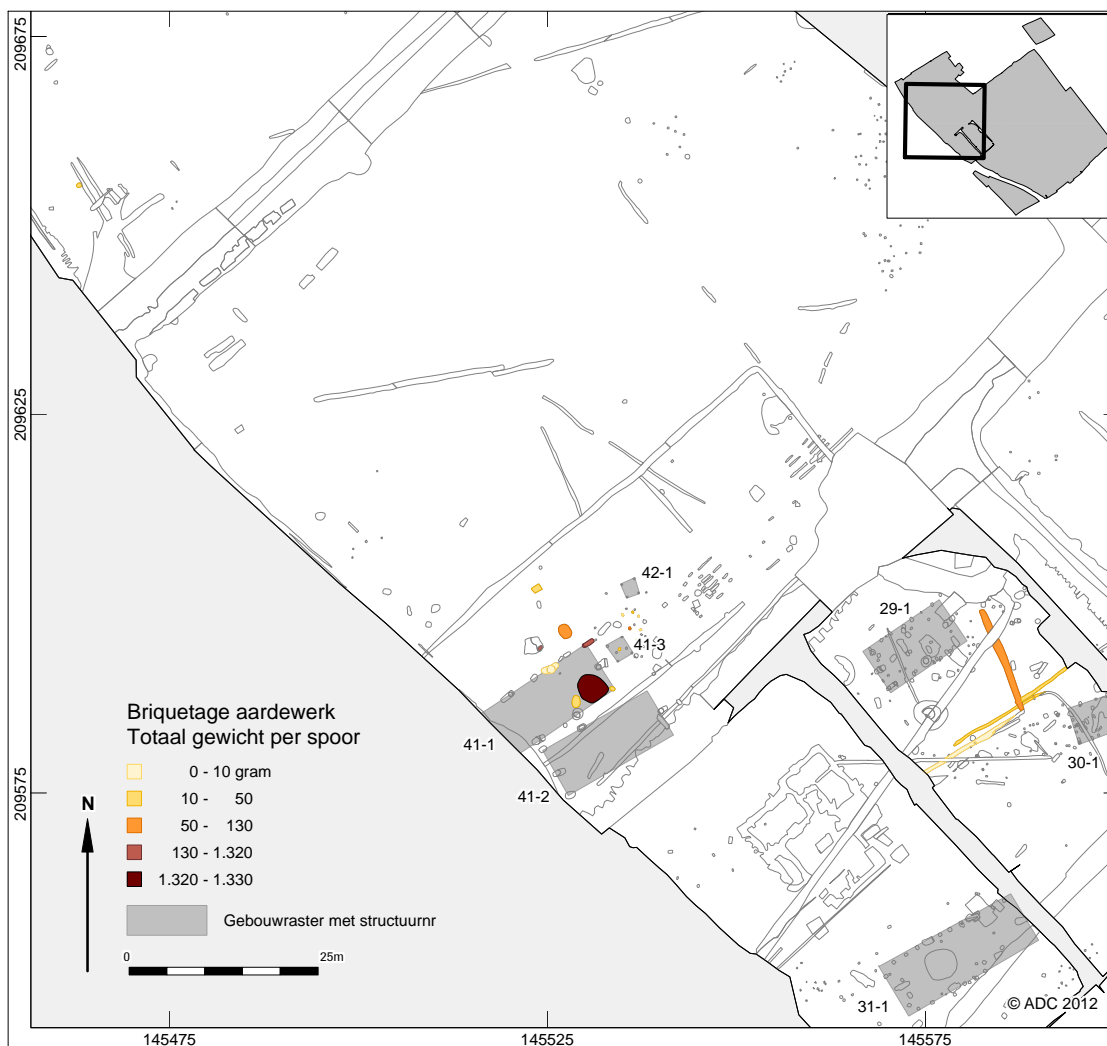 209675
209625
209575
42-1
41-3
29-1
41-1
41-2
30-1
31-1
Briquetage aardewerk
Totaal gewicht per spoor
0 - 10 gram
10 - 50
50 - 130
130 - 1.320
1.320 - 1.330
Gebouwraster met structuurnr
N
0 25m
© ADC 2012
145475 145525 145575